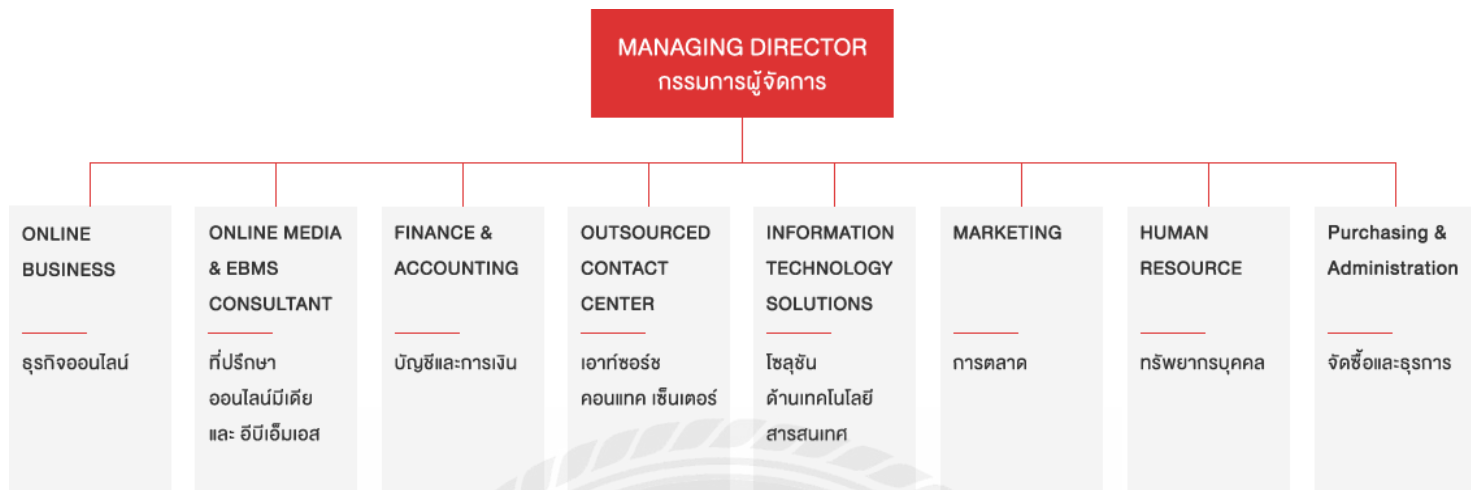 MANAGING DIRECTOR
กรรมการผู้จัดการ
ONLINE
BUSINESS
ธุรกิจออนไลน์
ONLINE MEDIA
& EBMS
CONSULTANT
ที่ปรึกษา
ออนไลน์มีเดีย
และ อีบีเอ็มเอส
FINANCE &
ACCOUNTING
บัญชีและการเงิน
OUTSOURCED
CONTACT
CENTER
เอาท์ซอร์ซ
คอนแทค เซ็นเตอร์
INFORMATION
TECHNOLOGY
SOLUTIONS
โซลุชัน
ด้านเทคโนโลยี
สารสนเทศ
MARKETING
การตลาด
HUMAN
RESOURCE
ทรัพยากรบุคคล
Purchasing &
Administration
จัดซื้อและธุรการ